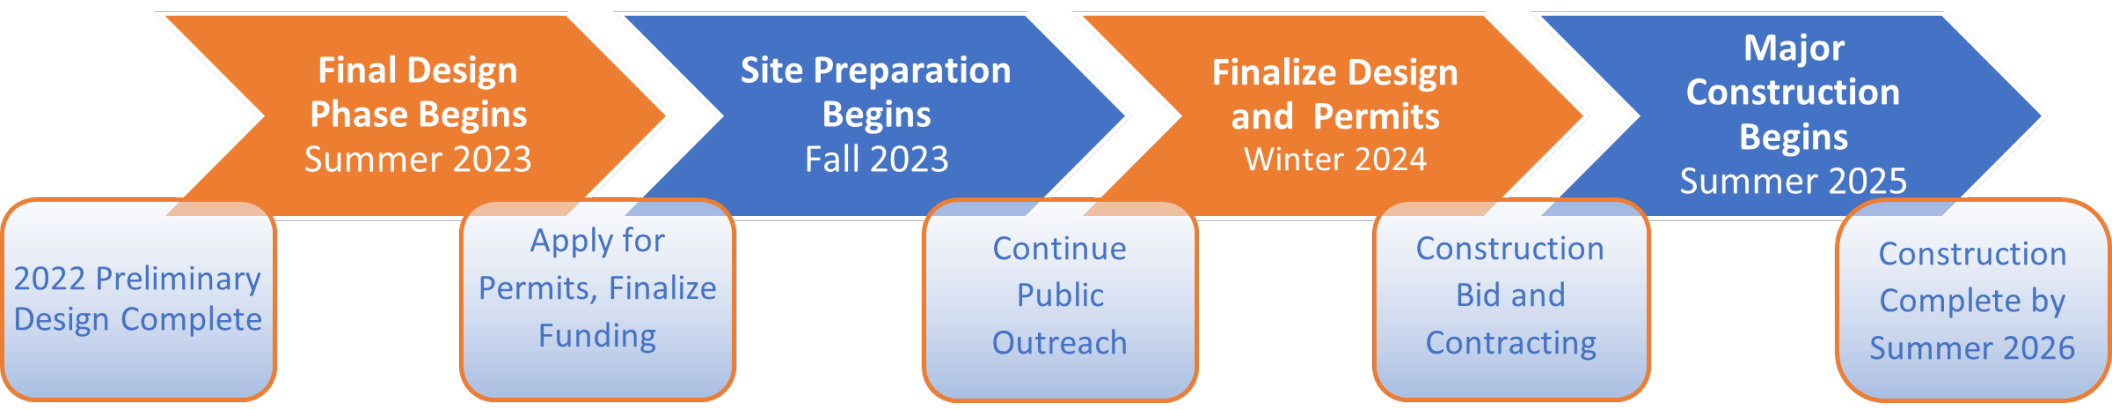 Final Design
Phase Begins
Summer 2023
Site Preparation
Begins
Fall 2023
Finalize Design
and  Permits
Winter 2024
Major
Construction
Begins
Summer 2025
2022 Preliminary
Design Complete
Apply for
Permits, Finalize
Funding
Continue
Public
Outreach
Construction
Bid and
Contracting
Construction
Complete by
Summer 2026